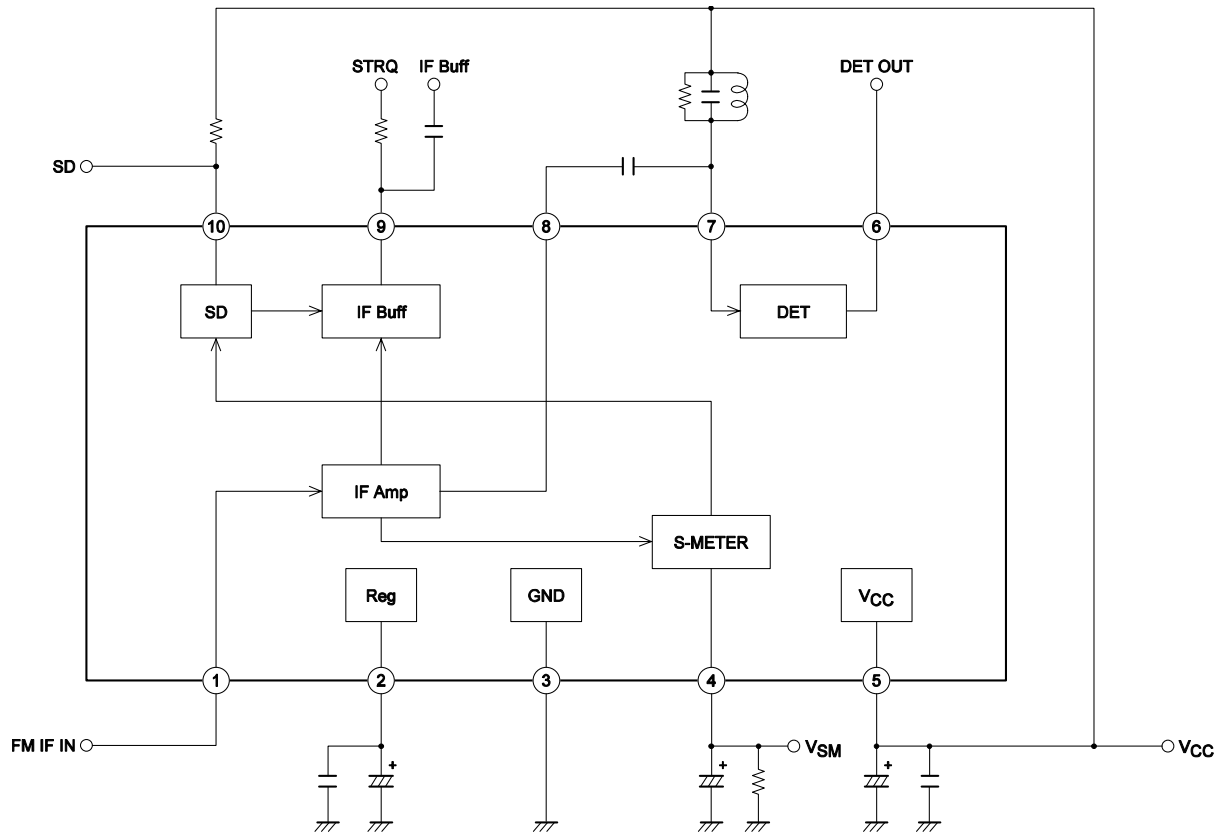 STRQ IF Buff DET OUT
SD
10 9 8 7 6
SD IF Buff DET
IF Amp
S-METER
Reg GND VCC
1 2 3 4 5
FM IF IN + VSM + VCC
+